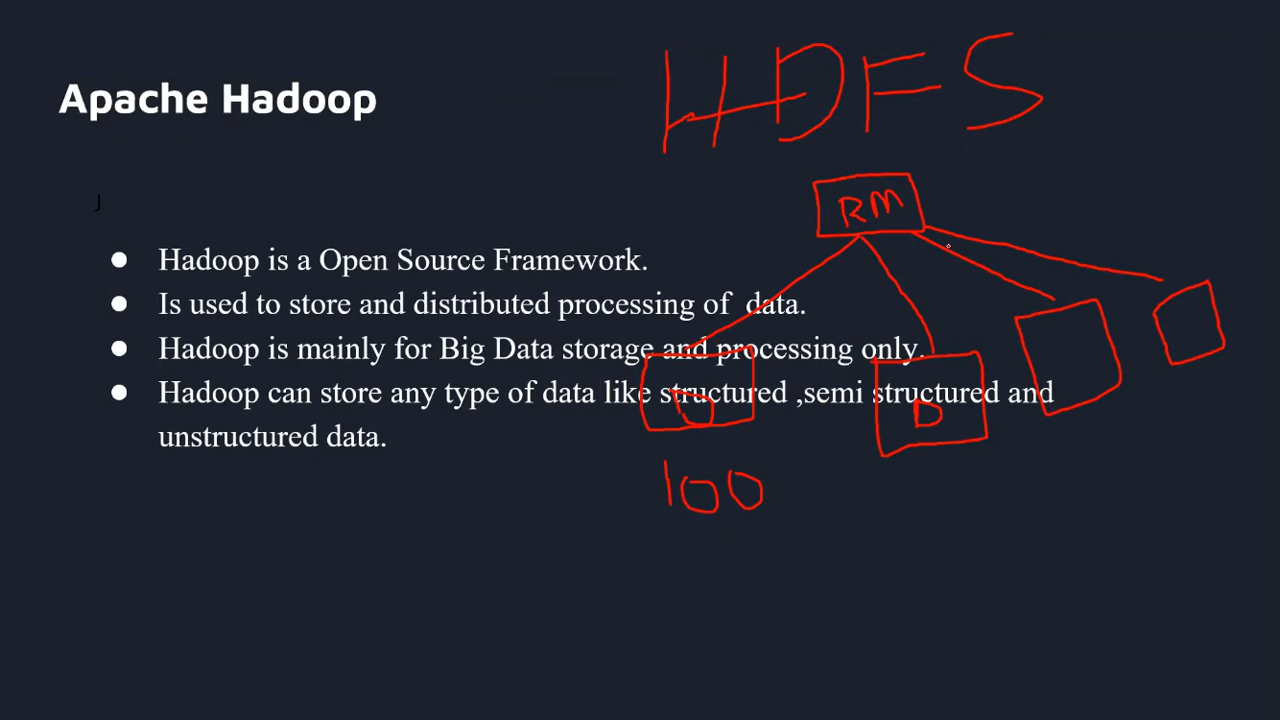 Apache Hadoop
HDFS
RM
J
● Hadoop is a Open Source Framework.
● Is used to store and distributed processing of data.
● Hadoop is mainly for Big Data storage and processing only.
● Hadoop can store any type of data like structured ,semi structured and
unstructured data.
D
D
100